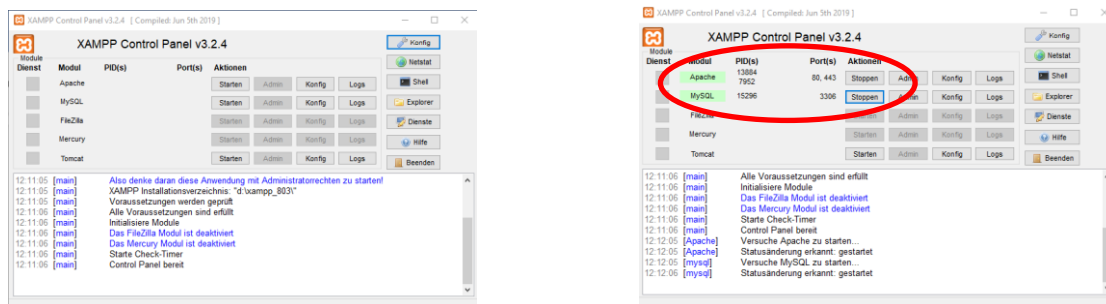 XAMPP Control Panel v3.2.4 [ Compiled: Jun 5th 2019 ]
XAMPP Control Panel v3.2.4
Konfig
Module
Dienst Modul PID(s) Port(s) Aktionen
Netstat
Apache Starten Admin Konfig Logs
Shell
MySQL Starten Admin Konfig Logs
Explorer
FileZilla Starten Admin Konfig Logs
Dienste
Mercury Starten Admin Konfig Logs
Hilfe
Tomcat Starten Admin Konfig Logs
Beenden
12:11:05 [main] Also denke daran diese Anwendung mit Administratorrechten zu starten!
12:11:06 [main] XAMPP Installationsverzeichnis: "d:\xampp_803\"
12:11:06 [main] Voraussetzungen werden geprüft
12:11:06 [main] Alle Voraussetzungen sind erfüllt
12:11:06 [main] Initialisiere Module
12:11:06 [main] Das FileZilla Modul ist deaktiviert
12:11:06 [main] Das Mercury Modul ist deaktiviert
12:11:06 [main] Starte Check-Timer
12:11:06 [main] Control Panel bereit
XAMPP Control Panel v3.2.4 [ Compiled: Jun 5th 2019 ]
XAMPP Control Panel v3.2.4
Konfig
Module
Dienst Modul PID(s) Port(s) Aktionen
Netstat
Apache 13884 7952 80, 443 Stoppen Admin Konfig Logs
Shell
MySQL 15296 3306 Stoppen Admin Konfig Logs
Explorer
FileZilla Starten Admin Konfig Logs
Dienste
Mercury Starten Admin Konfig Logs
Hilfe
Tomcat Starten Admin Konfig Logs
Beenden
12:11:06 [main] Alle Voraussetzungen sind erfüllt
12:11:06 [main] Initialisiere Module
12:11:06 [main] Das FileZilla Modul ist deaktiviert
12:11:06 [main] Das Mercury Modul ist deaktiviert
12:11:06 [main] Starte Check-Timer
12:11:06 [main] Control Panel bereit
12:12:05 [Apache] Versuche Apache zu starten...
12:12:05 [Apache] Statusänderung erkannt: gestartet
12:12:06 [mysql] Versuche MySQL zu starten...
12:12:06 [mysql] Statusänderung erkannt: gestartet